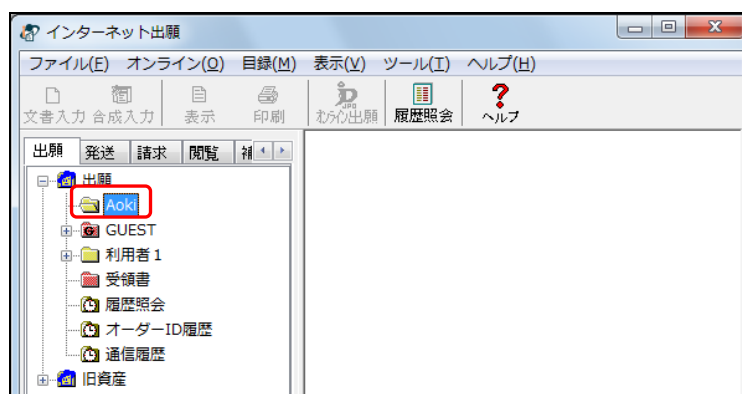 インターネット出願
ファイル(F) オンライン(O) 目録(M) 表示(V) ツール(T) ヘルプ(H)
文書入力 合成入力 表示 印刷 ｵﾝﾗｲﾝ出願 履歴照会 ヘルプ
出願 発送 請求 閲覧
出願
Aoki
GUEST
利用者1
受領書
履歴照会
オーダーID履歴
通信履歴
旧資産